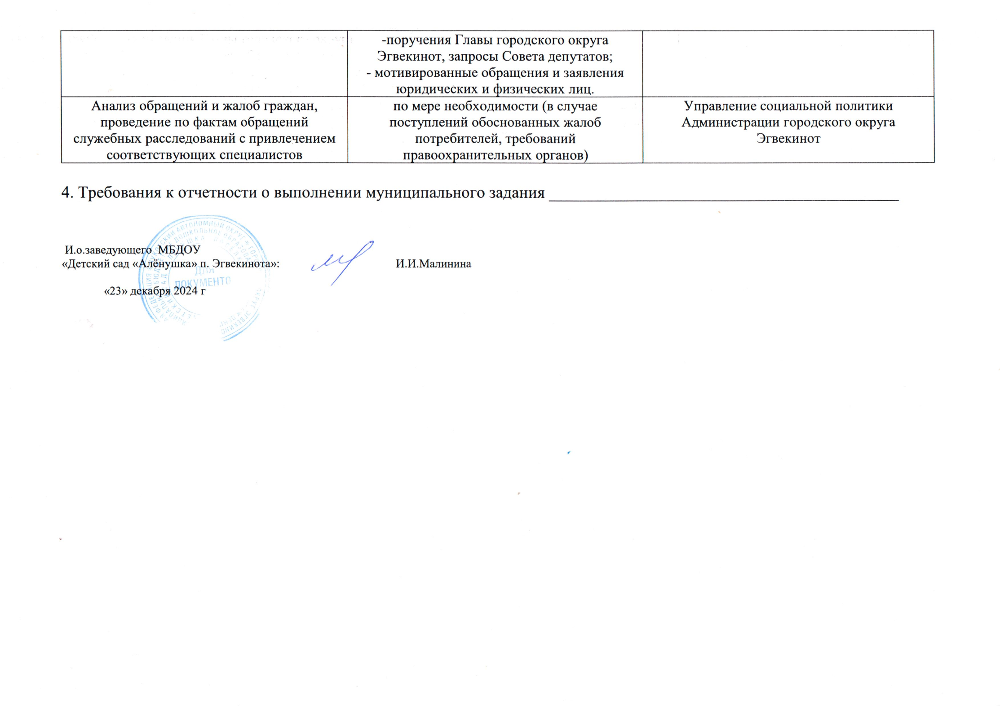 -поручения Главы городского округа
Эгвекинот, запросы Совета депутатов;
- мотивированные обращения и заявления
юридических и физических лиц.
Анализ обращений и жалоб граждан,
проведение по фактам обращений
служебных расследований с привлечением
соответствующих специалистов
по мере необходимости (в случае
поступлений обоснованных жалоб
потребителей, требований
правоохранительных органов)
Управление социальной политики
Администрации городского округа
Эгвекинот
4. Требования к отчетности о выполнении муниципального задания
И.о.заведующего МБДОУ
«Детский сад «Алёнушка» п. Эгвекинота»:
И.И.Малинина
«23» декабря 2024 г
ДЛЯ
ДОКУМЕНТО
АВТОНОМНЫЙ ОКРУГ
ДОШКОЛЬНОЕ